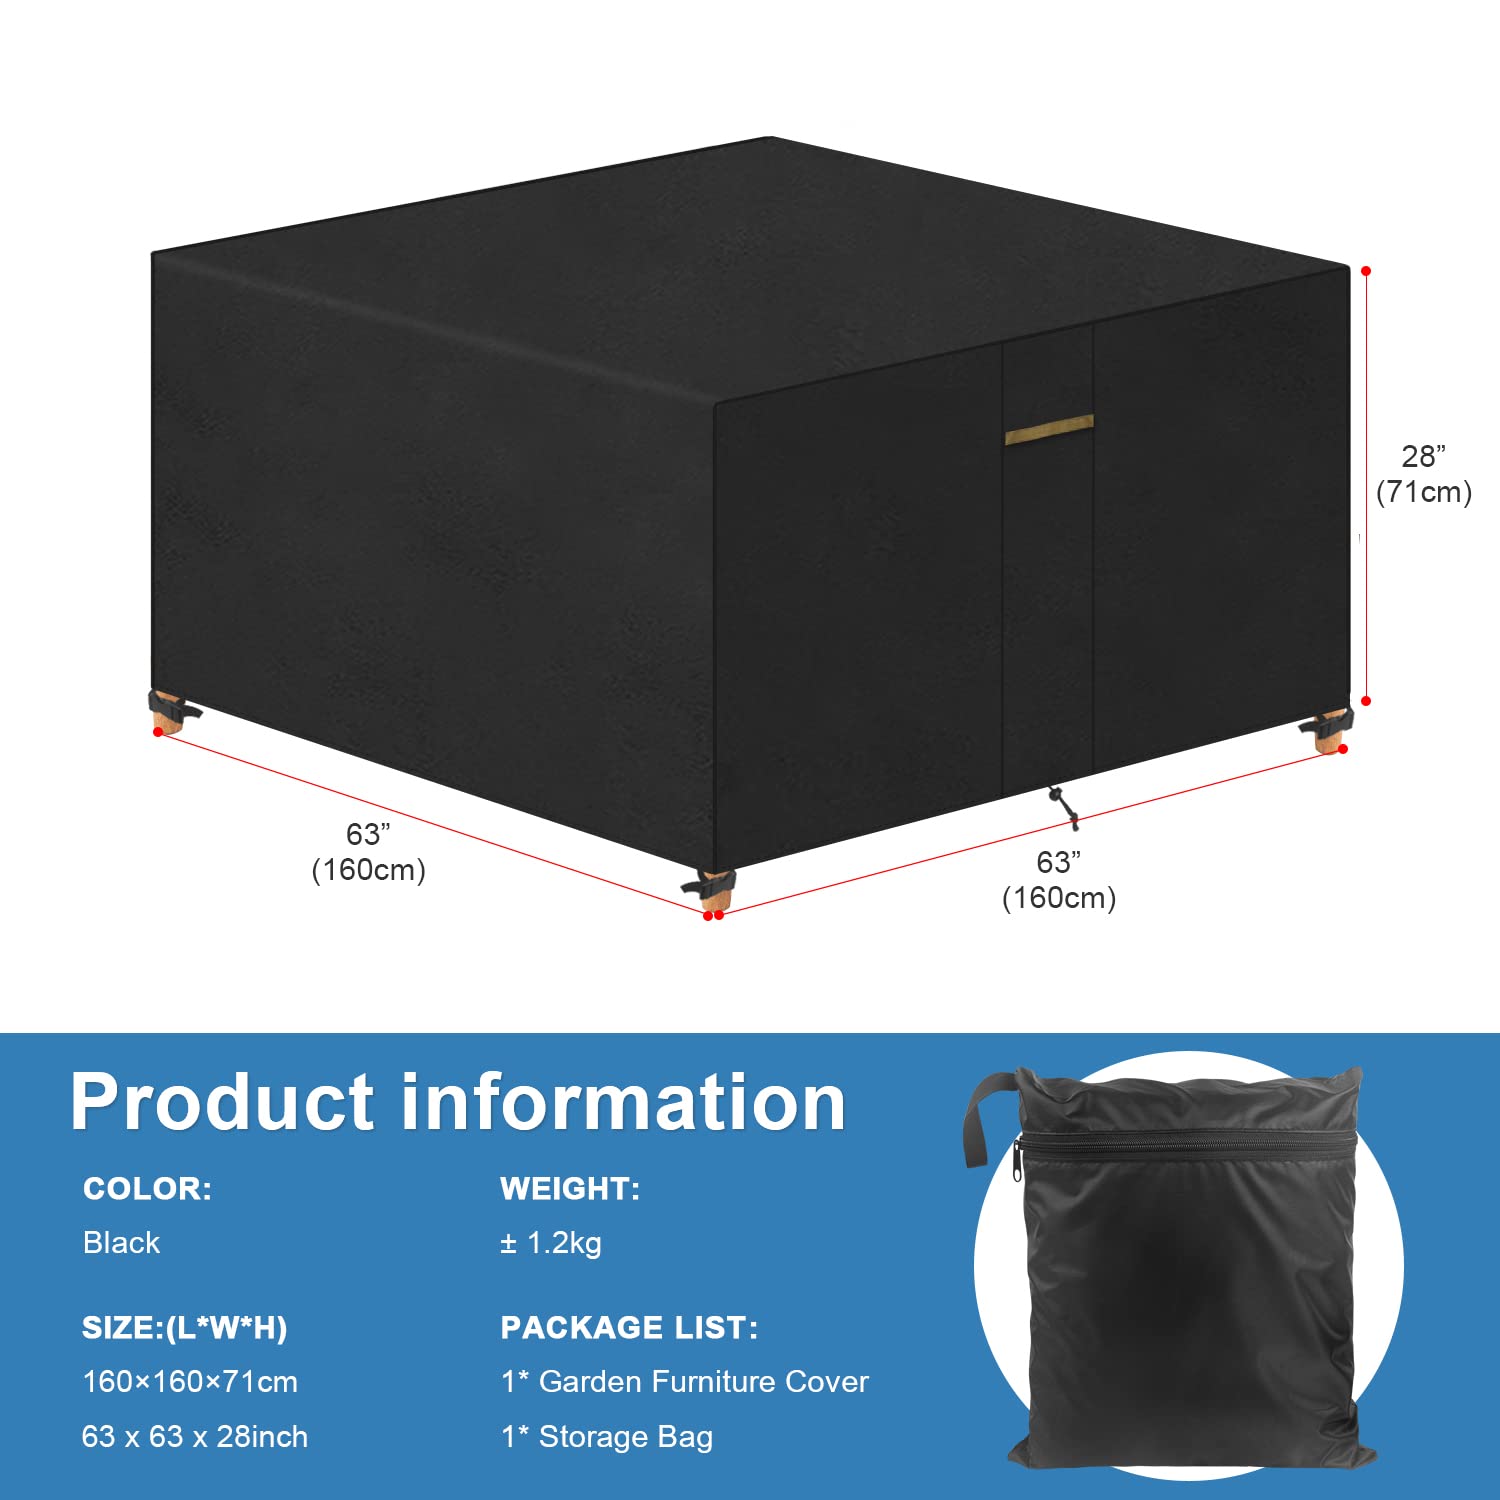 28”
(71cm)
63”
(160cm)
63”
(160cm)
Product information
COLOR:
Black
WEIGHT:
± 1.2kg
SIZE:(L*W*H)
160×160×71cm
63 x 63 x 28inch
PACKAGE LIST:
1* Garden Furniture Cover
1* Storage Bag